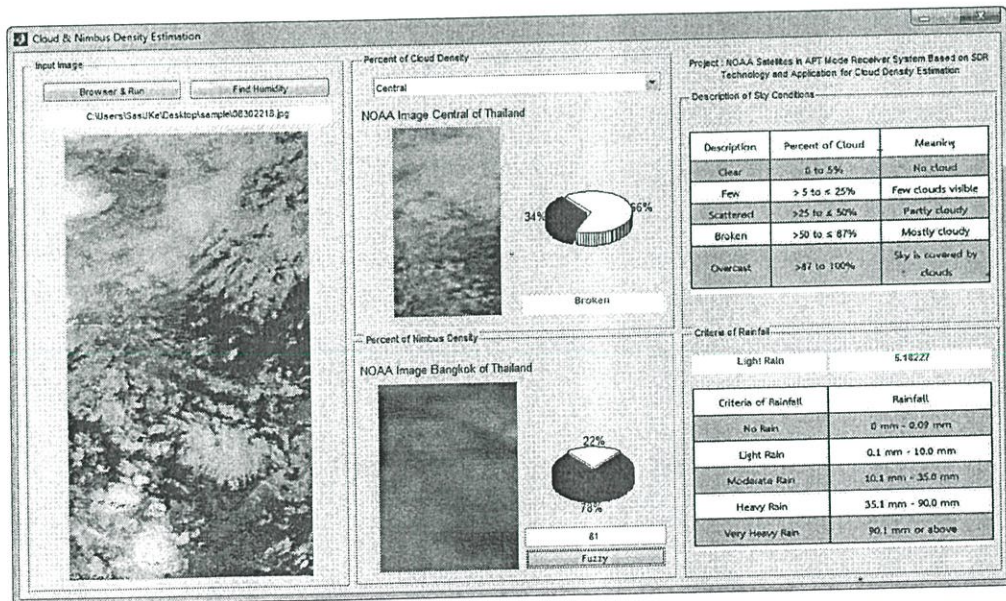 Cloud & Nimbus Density Estimation
Input Image
Browser & Run
Find Humidity
C:\Users\SasUKe\Desktop\sample\08302218.jpg
Percent of Cloud Density
Central
NOAA Image Central of Thailand
34%
66%
Broken
Percent of Nimbus Density
NOAA Image Bangkok of Thailand
22%
78%
81
Fuzzy
Project : NOAA Satellites in APT Mode Receiver System Based on SDR
Technology and Application for Cloud Density Estimation
Description of Sky Conditions
Description Percent of Cloud Meaning
Clear 0 to 5% No cloud
Few > 5 to ≤ 25% Few clouds visible
Scattered >25 to ≤ 50% Partly cloudy
Broken >50 to ≤ 87% Mostly cloudy
Overcast >87 to 100% Sky is covered by
clouds
Criteria of Rainfall
Light Rain 5.18227
Criteria of Rainfall Rainfall
No Rain 0 mm - 0.09 mm
Light Rain 0.1 mm - 10.0 mm
Moderate Rain 10.1 mm - 35.0 mm
Heavy Rain 35.1 mm - 90.0 mm
Very Heavy Rain 90.1 mm or above